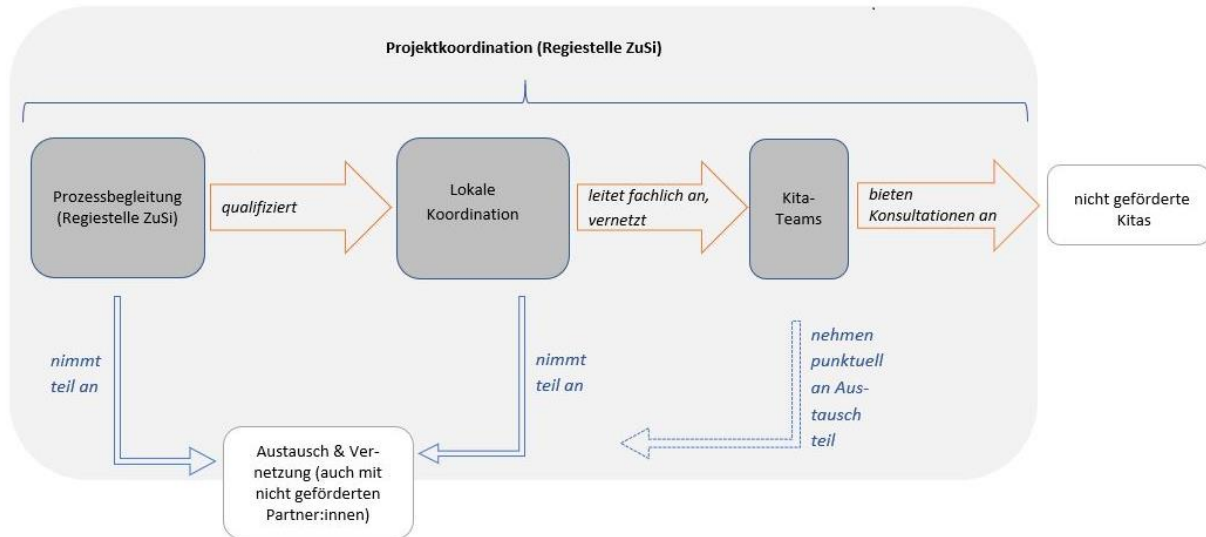 Projektkoordination (Regiestelle ZuSi)
Prozessbegleitung
(Regiestelle ZuSi)
qualifiziert
Lokale
Koordination
leitet fachlich an,
vernetzt
Kita-
Teams
bieten
Konsultationen an
nicht geförderte
Kitas
nimmt
teil an
nimmt
teil an
nehmen
punktuell
an Aus-
tausch
teil
Austausch & Ver-
netzung (auch mit
nicht geförderten
Partner:innen)